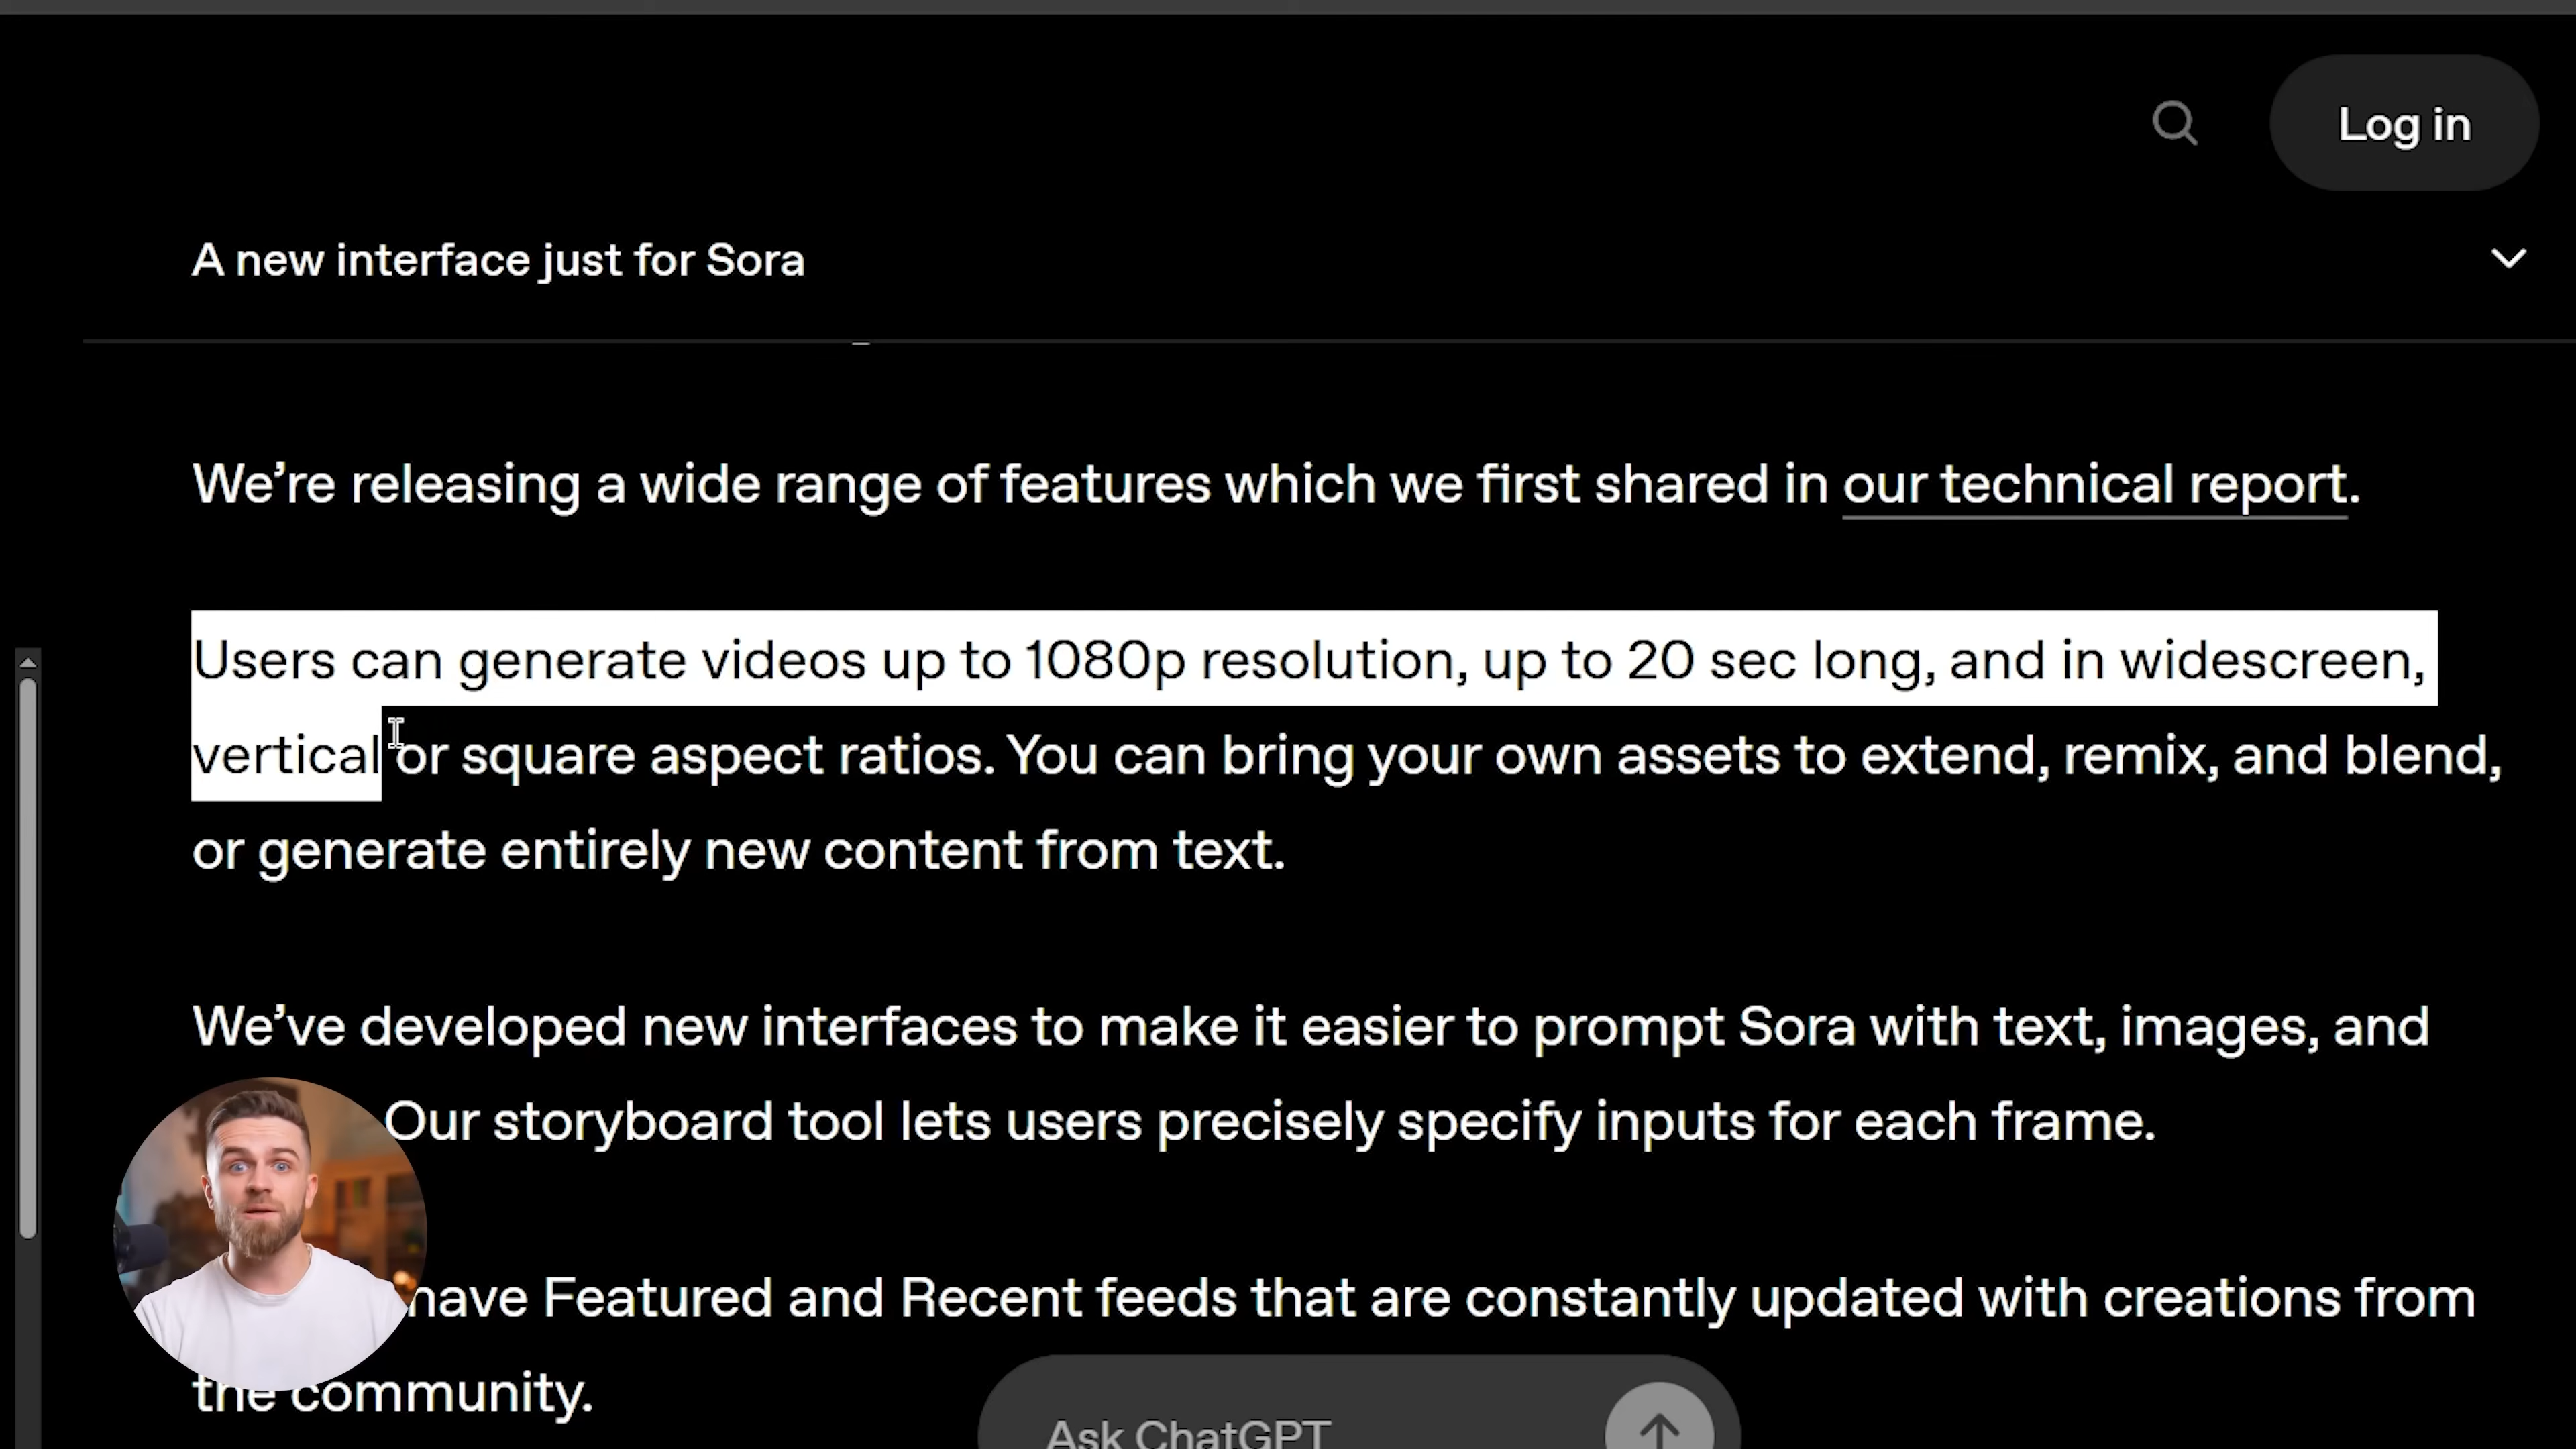 Log in
A new interface just for Sora
We’re releasing a wide range of features which we first shared in our technical report.
Users can generate videos up to 1080p resolution, up to 20 sec long, and in widescreen,
vertical or square aspect ratios. You can bring your own assets to extend, remix, and blend,
or generate entirely new content from text.
We’ve developed new interfaces to make it easier to prompt Sora with text, images, and
Our storyboard tool lets users precisely specify inputs for each frame.
have Featured and Recent feeds that are constantly updated with creations from
the community.
Ask ChatGPT